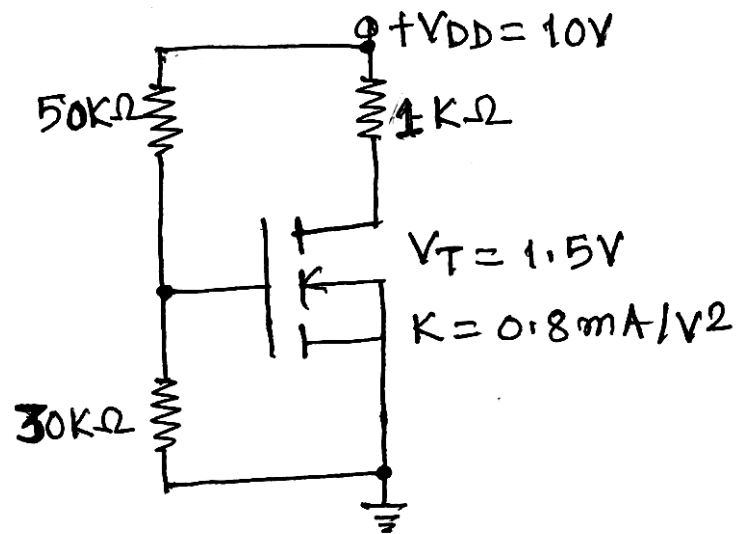 +VDD = 10V
50KΩ
1KΩ
VT = 1.5V
K = 0.8mA/V2
30KΩ